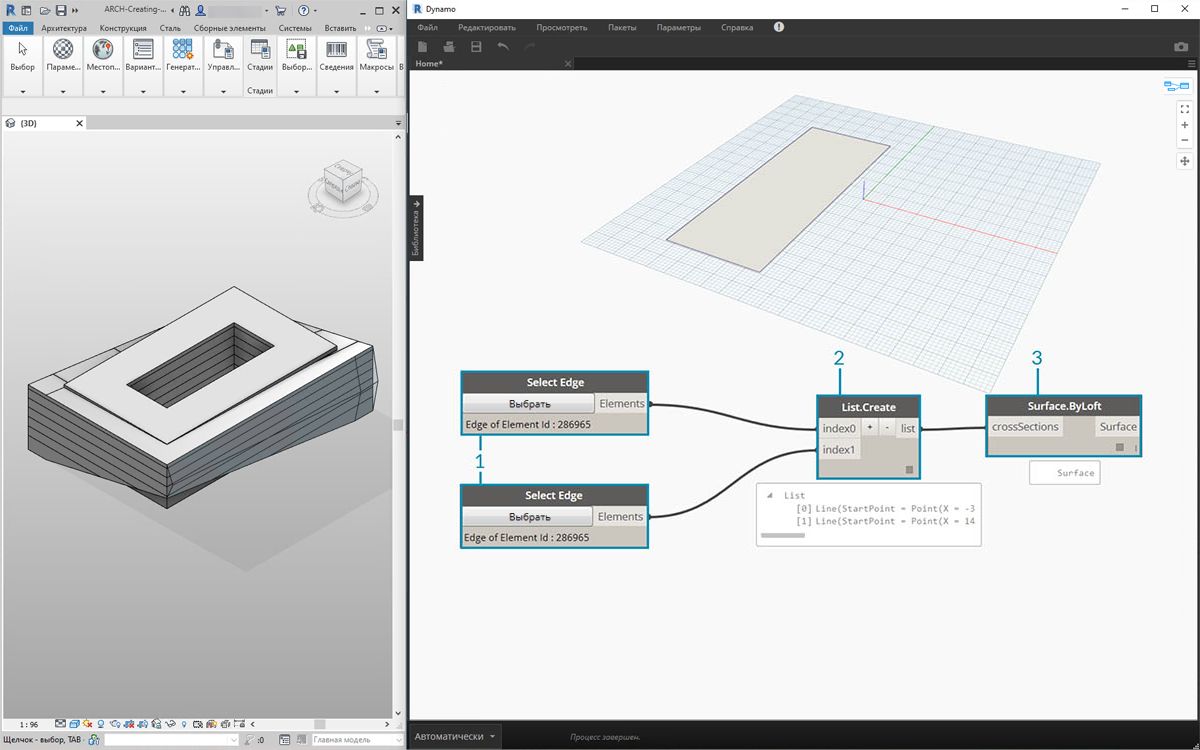 ARCH-Creating-...
Файл Архитектура Конструкция Сталь Сборные элементы Системы Вставить
Выбор Параме... Местоп... Вариант... Генерат... Управл... Стадии Выбор... Сведения Макросы В
Стадии
(3D)
1 : 96
Щелчок - выбор, TAB
:0
Главная модель
Dynamo
Файл Редактировать Просмотреть Пакеты Параметры Справка
Home*
Библиотека
Select Edge
Выбрать Elements
Edge of Element Id : 286965
1
Select Edge
Выбрать Elements
Edge of Element Id : 286965
2
List.Create
index0 + - list
index1
List
[0] Line(StartPoint = Point(X = -3
[1] Line(StartPoint = Point(X = 14
3
Surface.ByLoft
crossSections Surface
Surface
Автоматически
Процесс завершен.